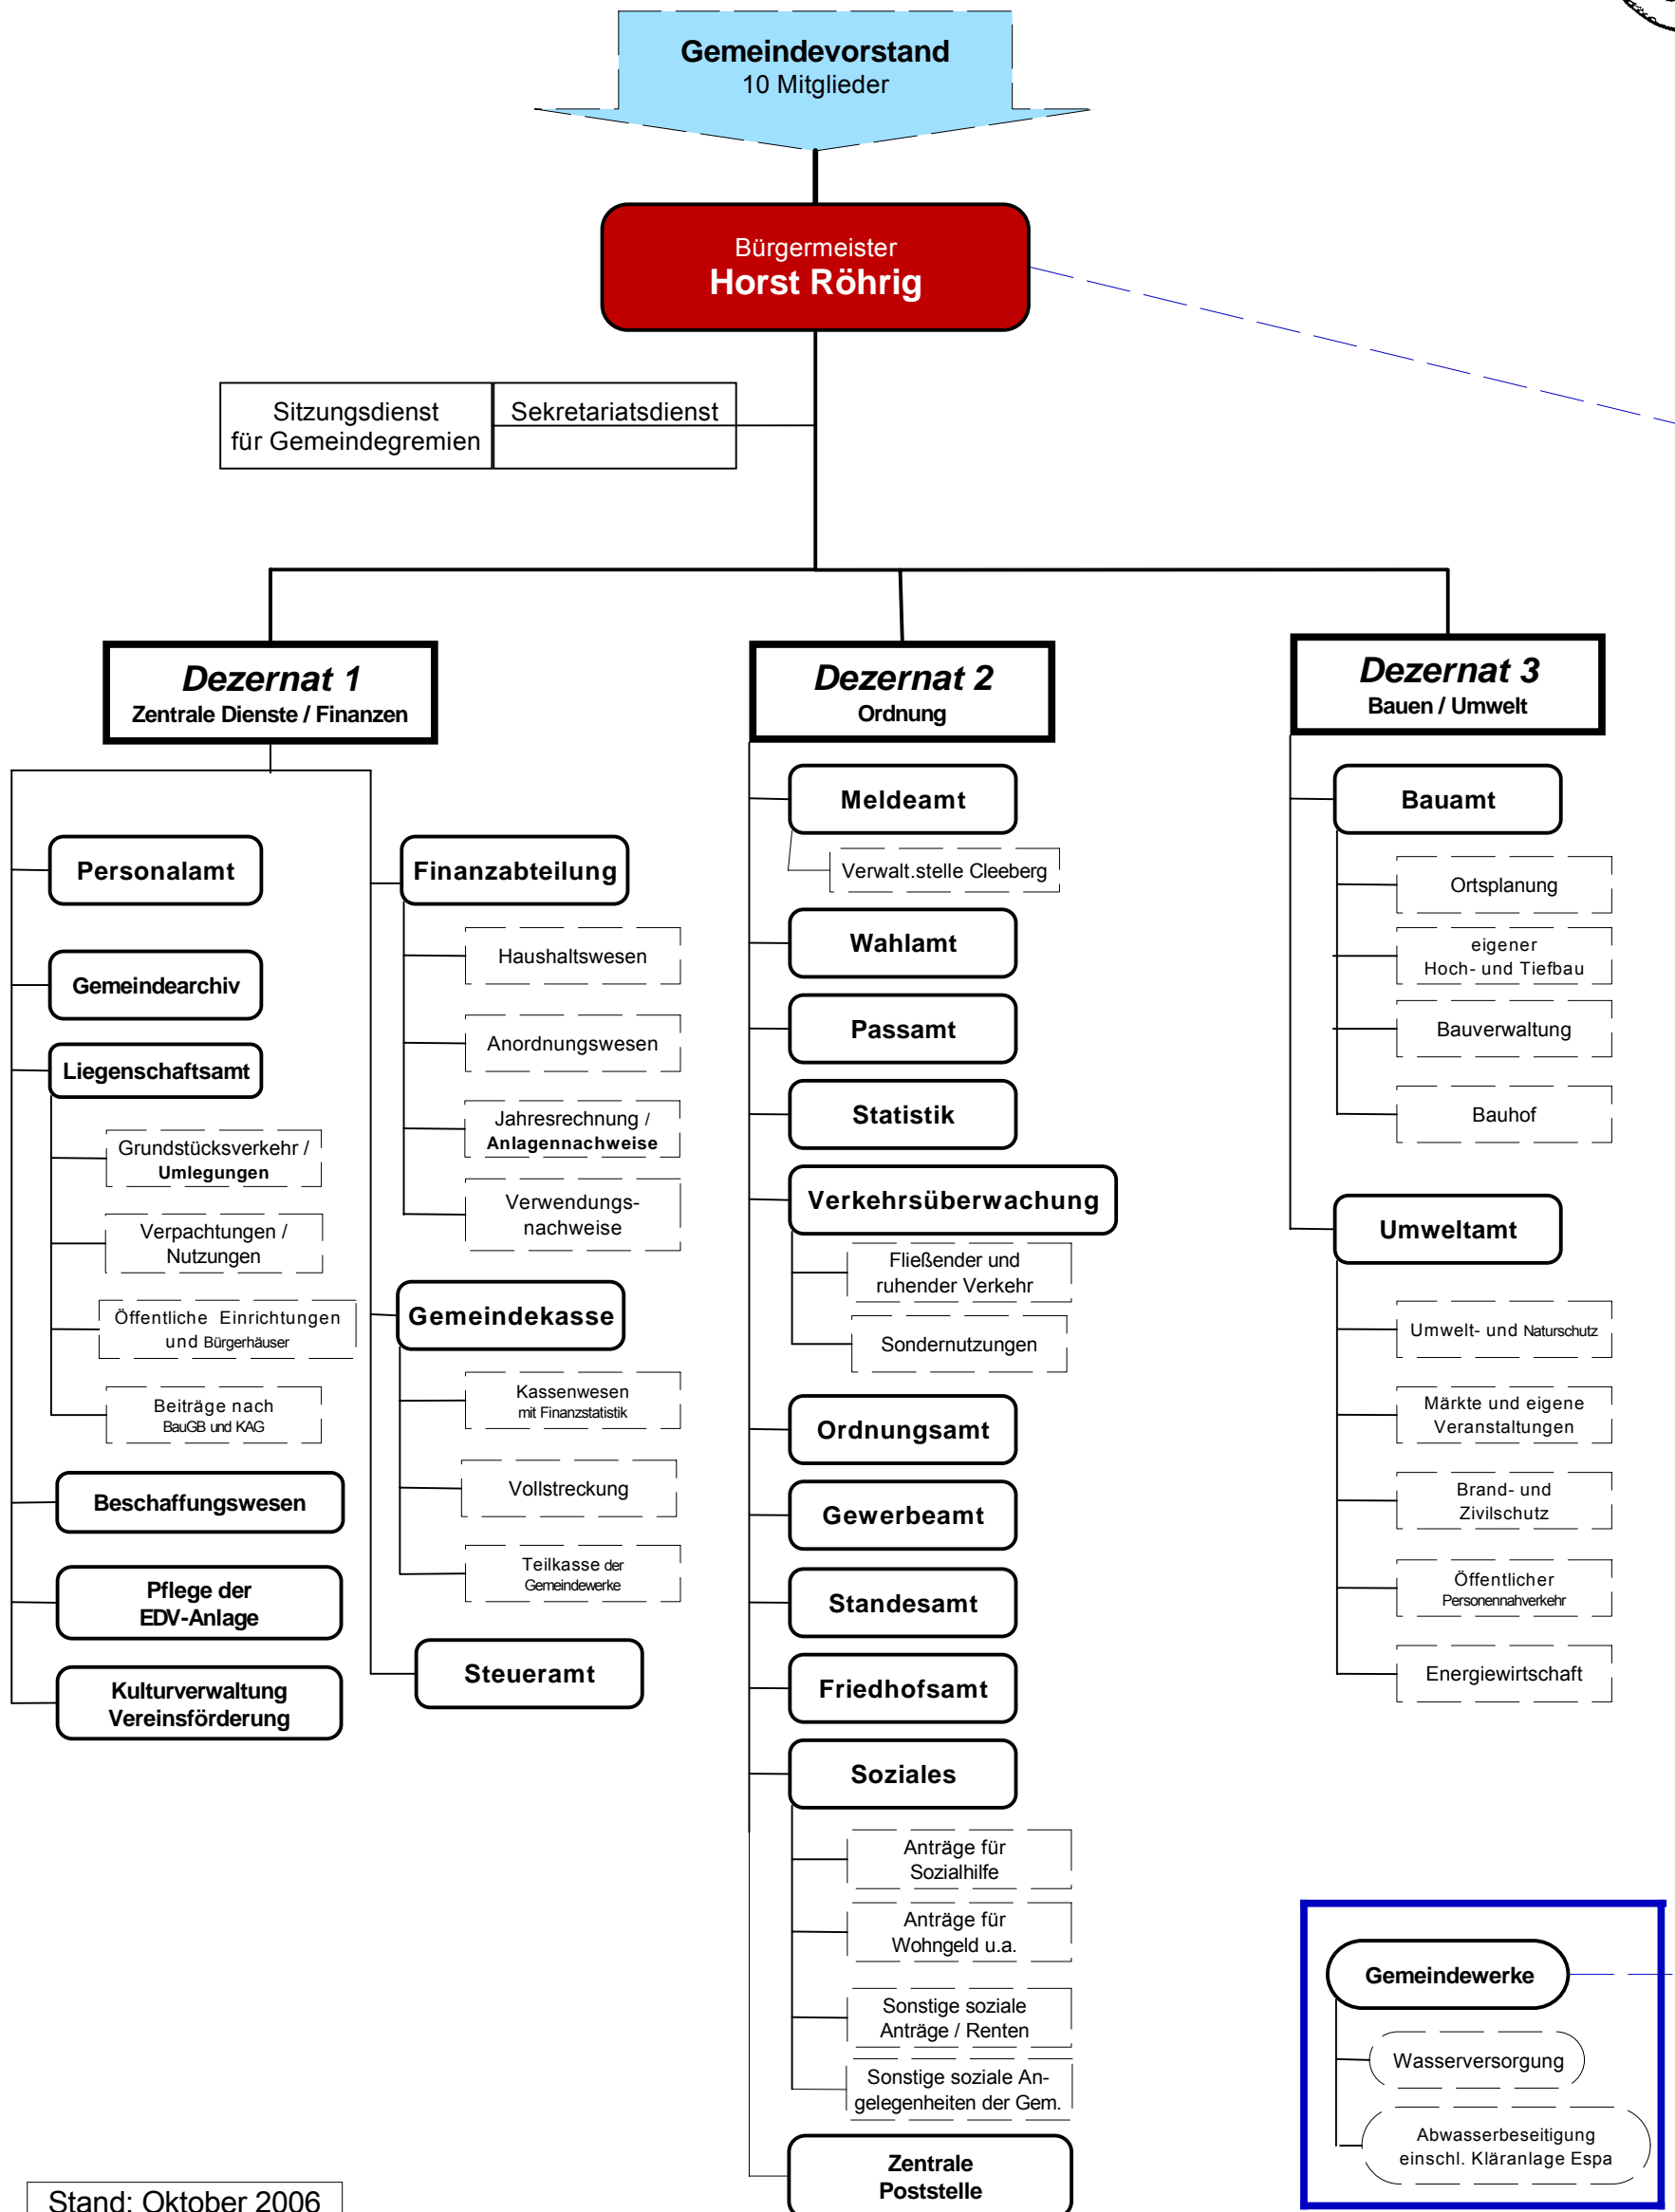 Gemeindevorstand
10 Mitglieder
Bürgermeister
Horst Röhrig
Sitzungsdienst
für Gemeindegremien
Sekretariatsdienst
Dezernat 1
Zentrale Dienste / Finanzen
Personalamt
Gemeindearchiv
Liegenschaftsamt
Grundstücksverkehr /
Umlegungen
Verpachtungen /
Nutzungen
Öffentliche Einrichtungen
und Bürgerhäuser
Beiträge nach
BauGB und KAG
Beschaffungswesen
Pflege der
EDV-Anlage
Kulturverwaltung
Vereinsförderung
Finanzabteilung
Haushaltswesen
Anordnungswesen
Jahresrechnung /
Anlagennachweise
Verwendungs-
nachweise
Gemeindekasse
Kassenwesen
mit Finanzstatistik
Vollstreckung
Teilkasse der
Gemeindewerke
Steueramt
Dezernat 2
Ordnung
Meldeamt
Verwalt.stelle Cleeberg
Wahlamt
Passamt
Statistik
Verkehrsüberwachung
Fließender und
ruhender Verkehr
Sondernutzungen
Ordnungsamt
Gewerbeamt
Standesamt
Friedhofsamt
Soziales
Anträge für
Sozialhilfe
Anträge für
Wohngeld u.a.
Sonstige soziale
Anträge / Renten
Sonstige soziale An-
gelegenheiten der Gem.
Zentrale
Poststelle
Dezernat 3
Bauen / Umwelt
Bauamt
Ortsplanung
eigener
Hoch- und Tiefbau
Bauverwaltung
Bauhof
Umweltamt
Umwelt- und Naturschutz
Märkte und eigene
Veranstaltungen
Brand- und
Zivilschutz
Öffentlicher
Personennahverkehr
Energiewirtschaft
Gemeindewerke
Wasserversorgung
Abwasserbeseitigung
einschl. Kläranlage Espa
Stand: Oktober 2006